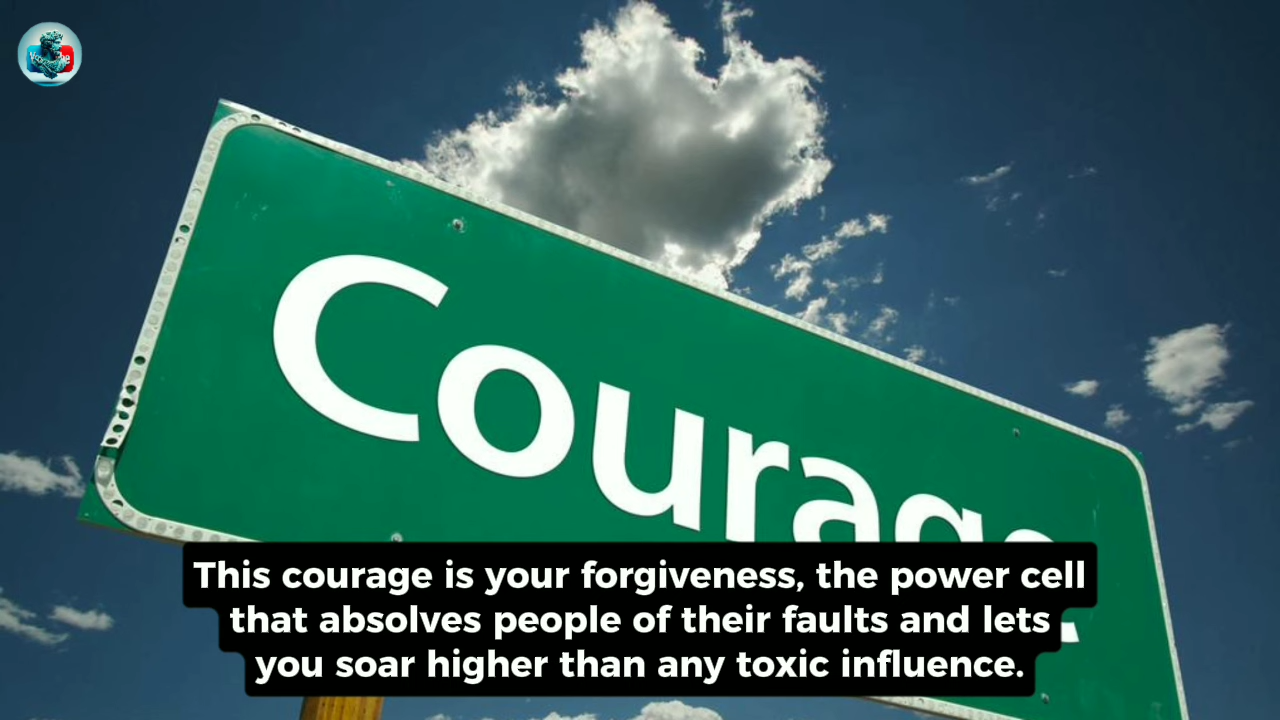 Courage
This courage is your forgiveness, the power cell
that absolves people of their faults and lets
you soar higher than any toxic influence.